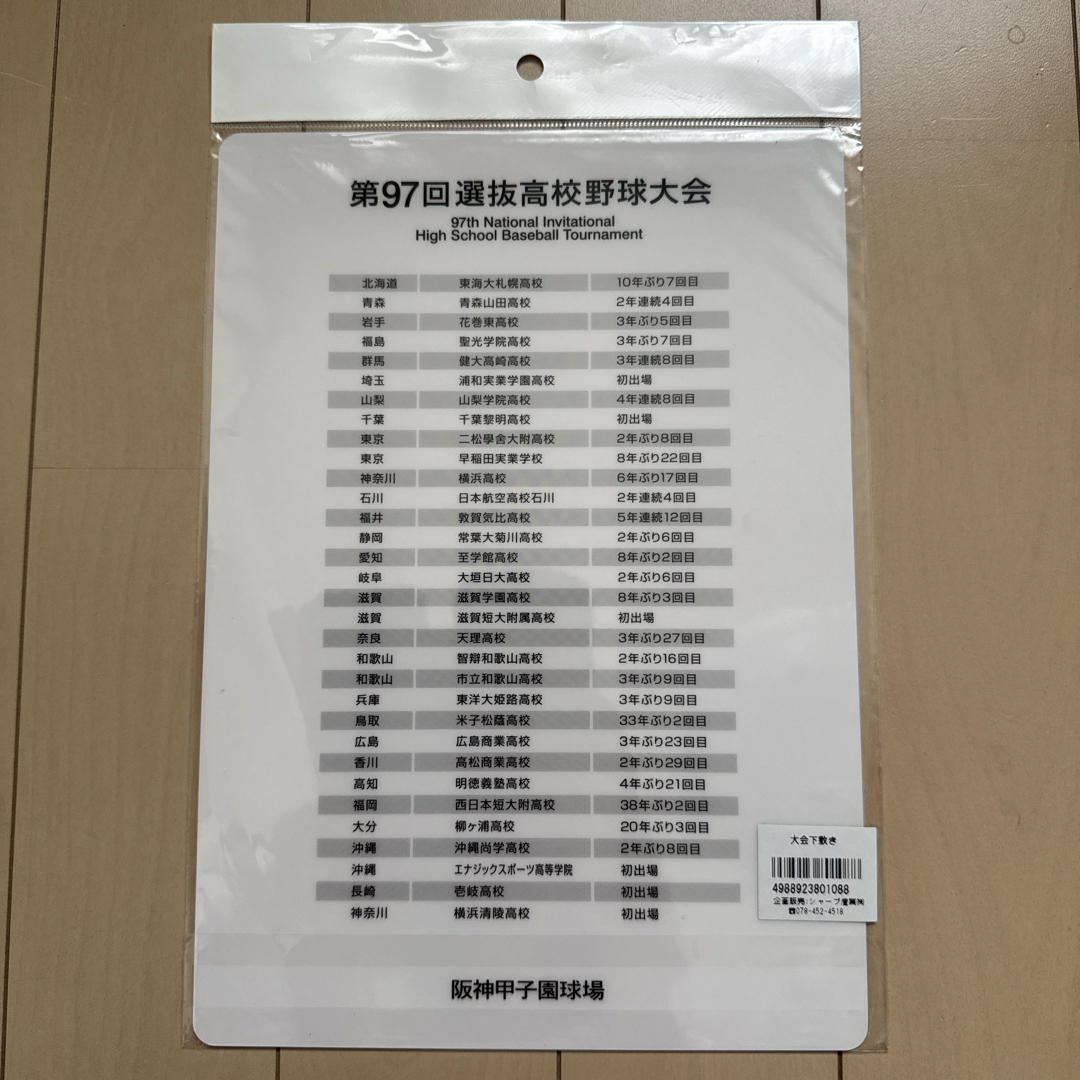 第97回選抜高校野球大会
97th National Invitational
High School Baseball Tournament
北海道 東海大札幌高校 10年ぶり7回目
青森 青森山田高校 2年連続4回目
岩手 花巻東高校 3年ぶり5回目
福島 聖光学院高校 3年ぶり7回目
群馬 健大高崎高校 3年連続8回目
埼玉 浦和実業学園高校 初出場
山梨 山梨学院高校 4年連続8回目
千葉 千葉黎明高校 初出場
東京 二松學舎大附高校 2年ぶり8回目
東京 早稲田実業学校 8年ぶり22回目
神奈川 横浜高校 6年ぶり17回目
石川 日本航空高校石川 2年連続4回目
福井 敦賀気比高校 5年連続12回目
静岡 常葉大菊川高校 2年ぶり6回目
愛知 至学館高校 8年ぶり2回目
岐阜 大垣日大高校 2年ぶり6回目
滋賀 滋賀学園高校 8年ぶり3回目
滋賀 滋賀短大附属高校 初出場
奈良 天理高校 3年ぶり27回目
和歌山 智辯和歌山高校 2年ぶり16回目
和歌山 市立和歌山高校 3年ぶり9回目
兵庫 東洋大姫路高校 3年ぶり9回目
鳥取 米子松蔭高校 33年ぶり2回目
広島 広島商業高校 3年ぶり23回目
香川 高松商業高校 2年ぶり29回目
高知 明徳義塾高校 4年ぶり21回目
福岡 西日本短大附高校 38年ぶり2回目
大分 柳ヶ浦高校 20年ぶり3回目
沖縄 沖縄尚学高校 2年ぶり8回目
沖縄 エナジックスポーツ高等学院 初出場
長崎 壱岐高校 初出場
神奈川 横浜清陵高校 初出場
阪神甲子園球場
大会下敷き
4988923801088
企画販売:シャープ産業㈱
☎078-452-4518